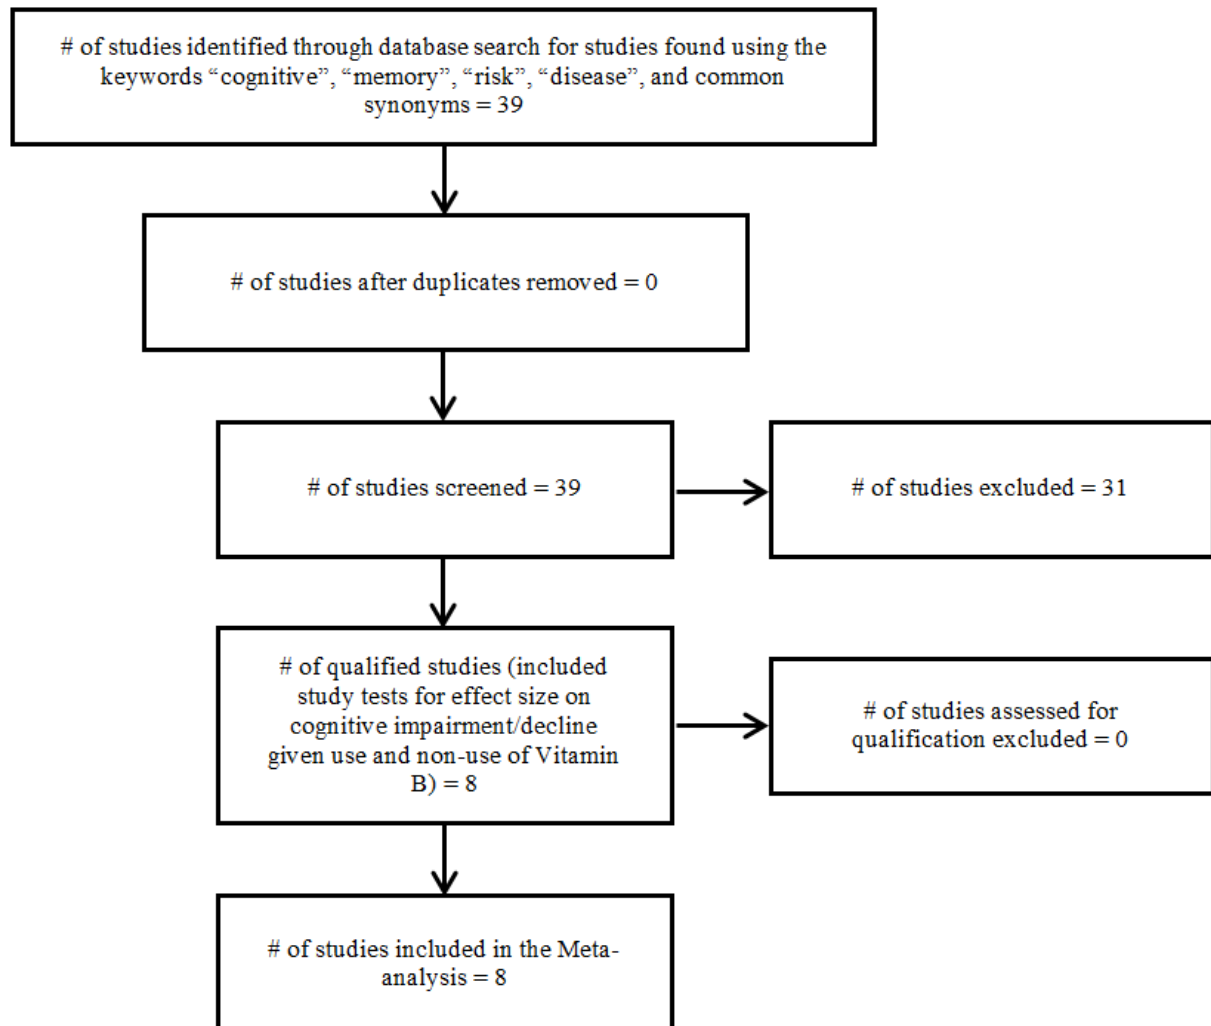 # of studies identified through database search for studies found using the
keywords “cognitive”, “memory”, “risk”, “disease”, and common
synonyms = 39
# of studies after duplicates removed = 0
# of studies screened = 39
# of studies excluded = 31
# of qualified studies (included
study tests for effect size on
cognitive impairment/decline
given use and non-use of Vitamin
B) = 8
# of studies assessed for
qualification excluded = 0
# of studies included in the Meta-
analysis = 8